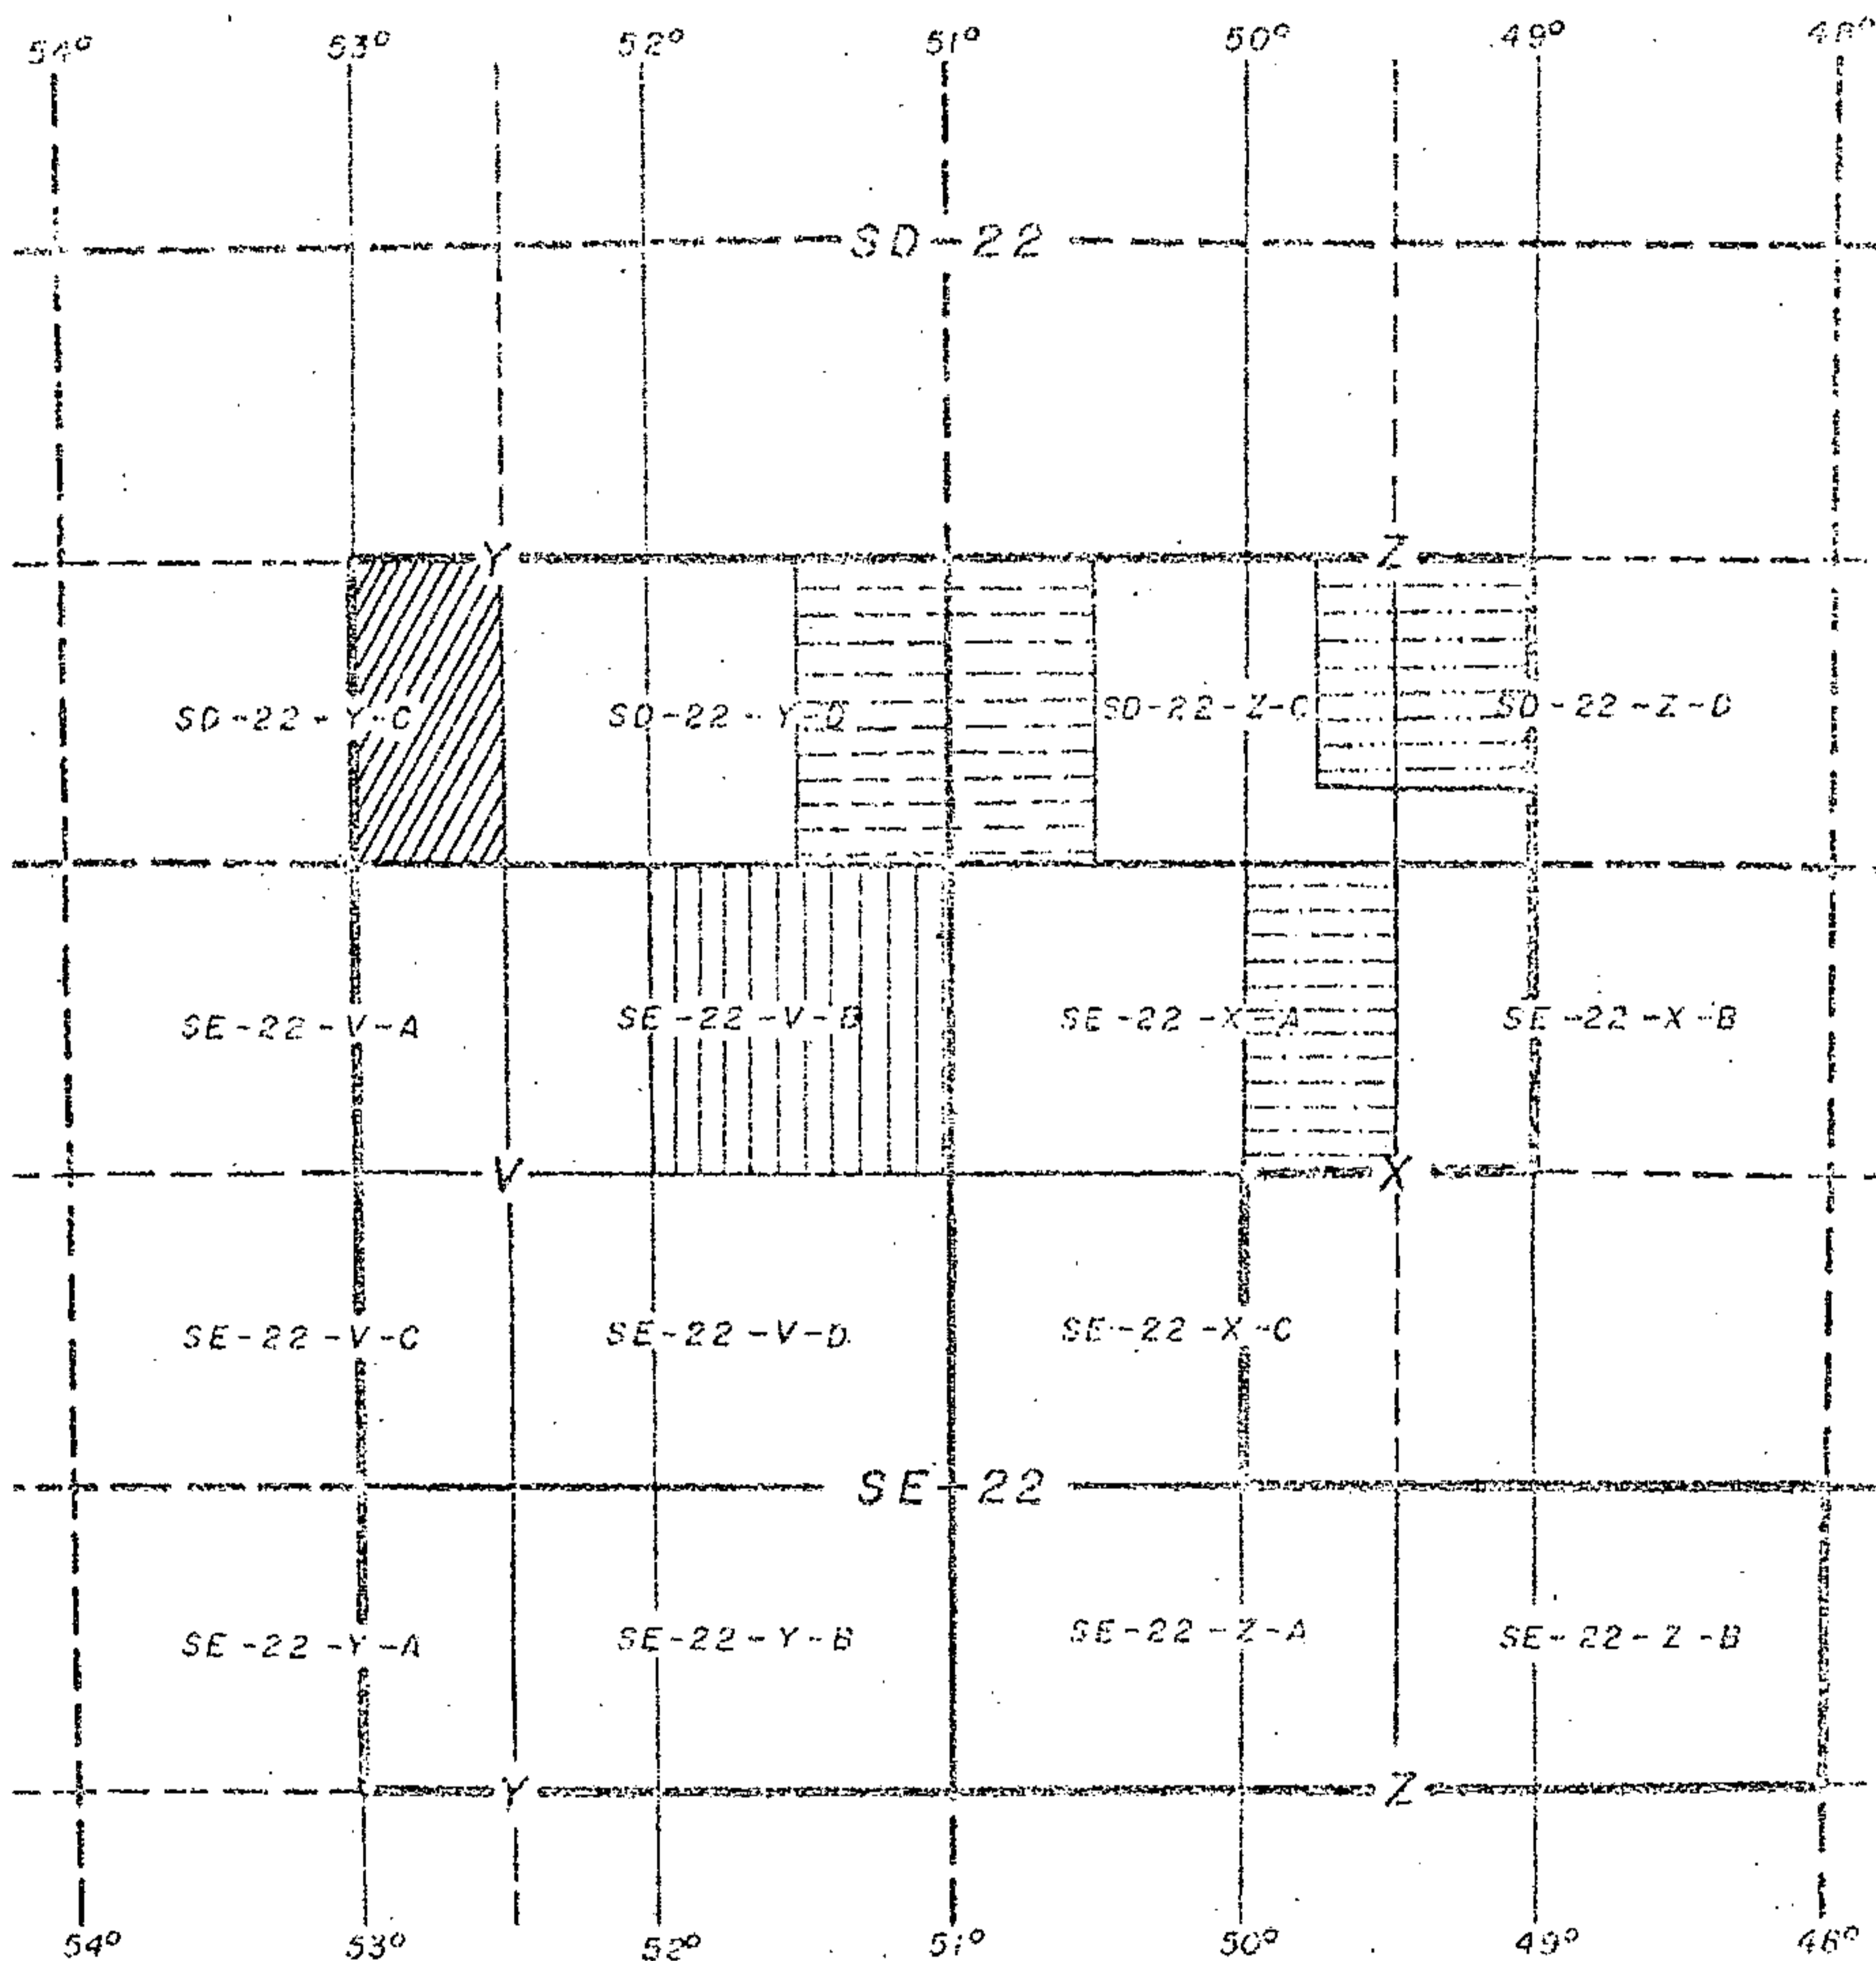 54° 53° 52° 51° 50° 49° 48°
SD-22
Y Z
SD-22-Y-C SD-22-Y-D SD-22-Z-C SD-22-Z-D
SE-22-V-A SE-22-V-B SE-22-X-A SE-22-X-B
V X
SE-22-V-C SE-22-V-D SE-22-X-C
SE-22
SE-22-Y-A SE-22-Y-B SE-22-Z-A SE-22-Z-B
Y Z
54° 53° 52° 51° 50° 49° 48°